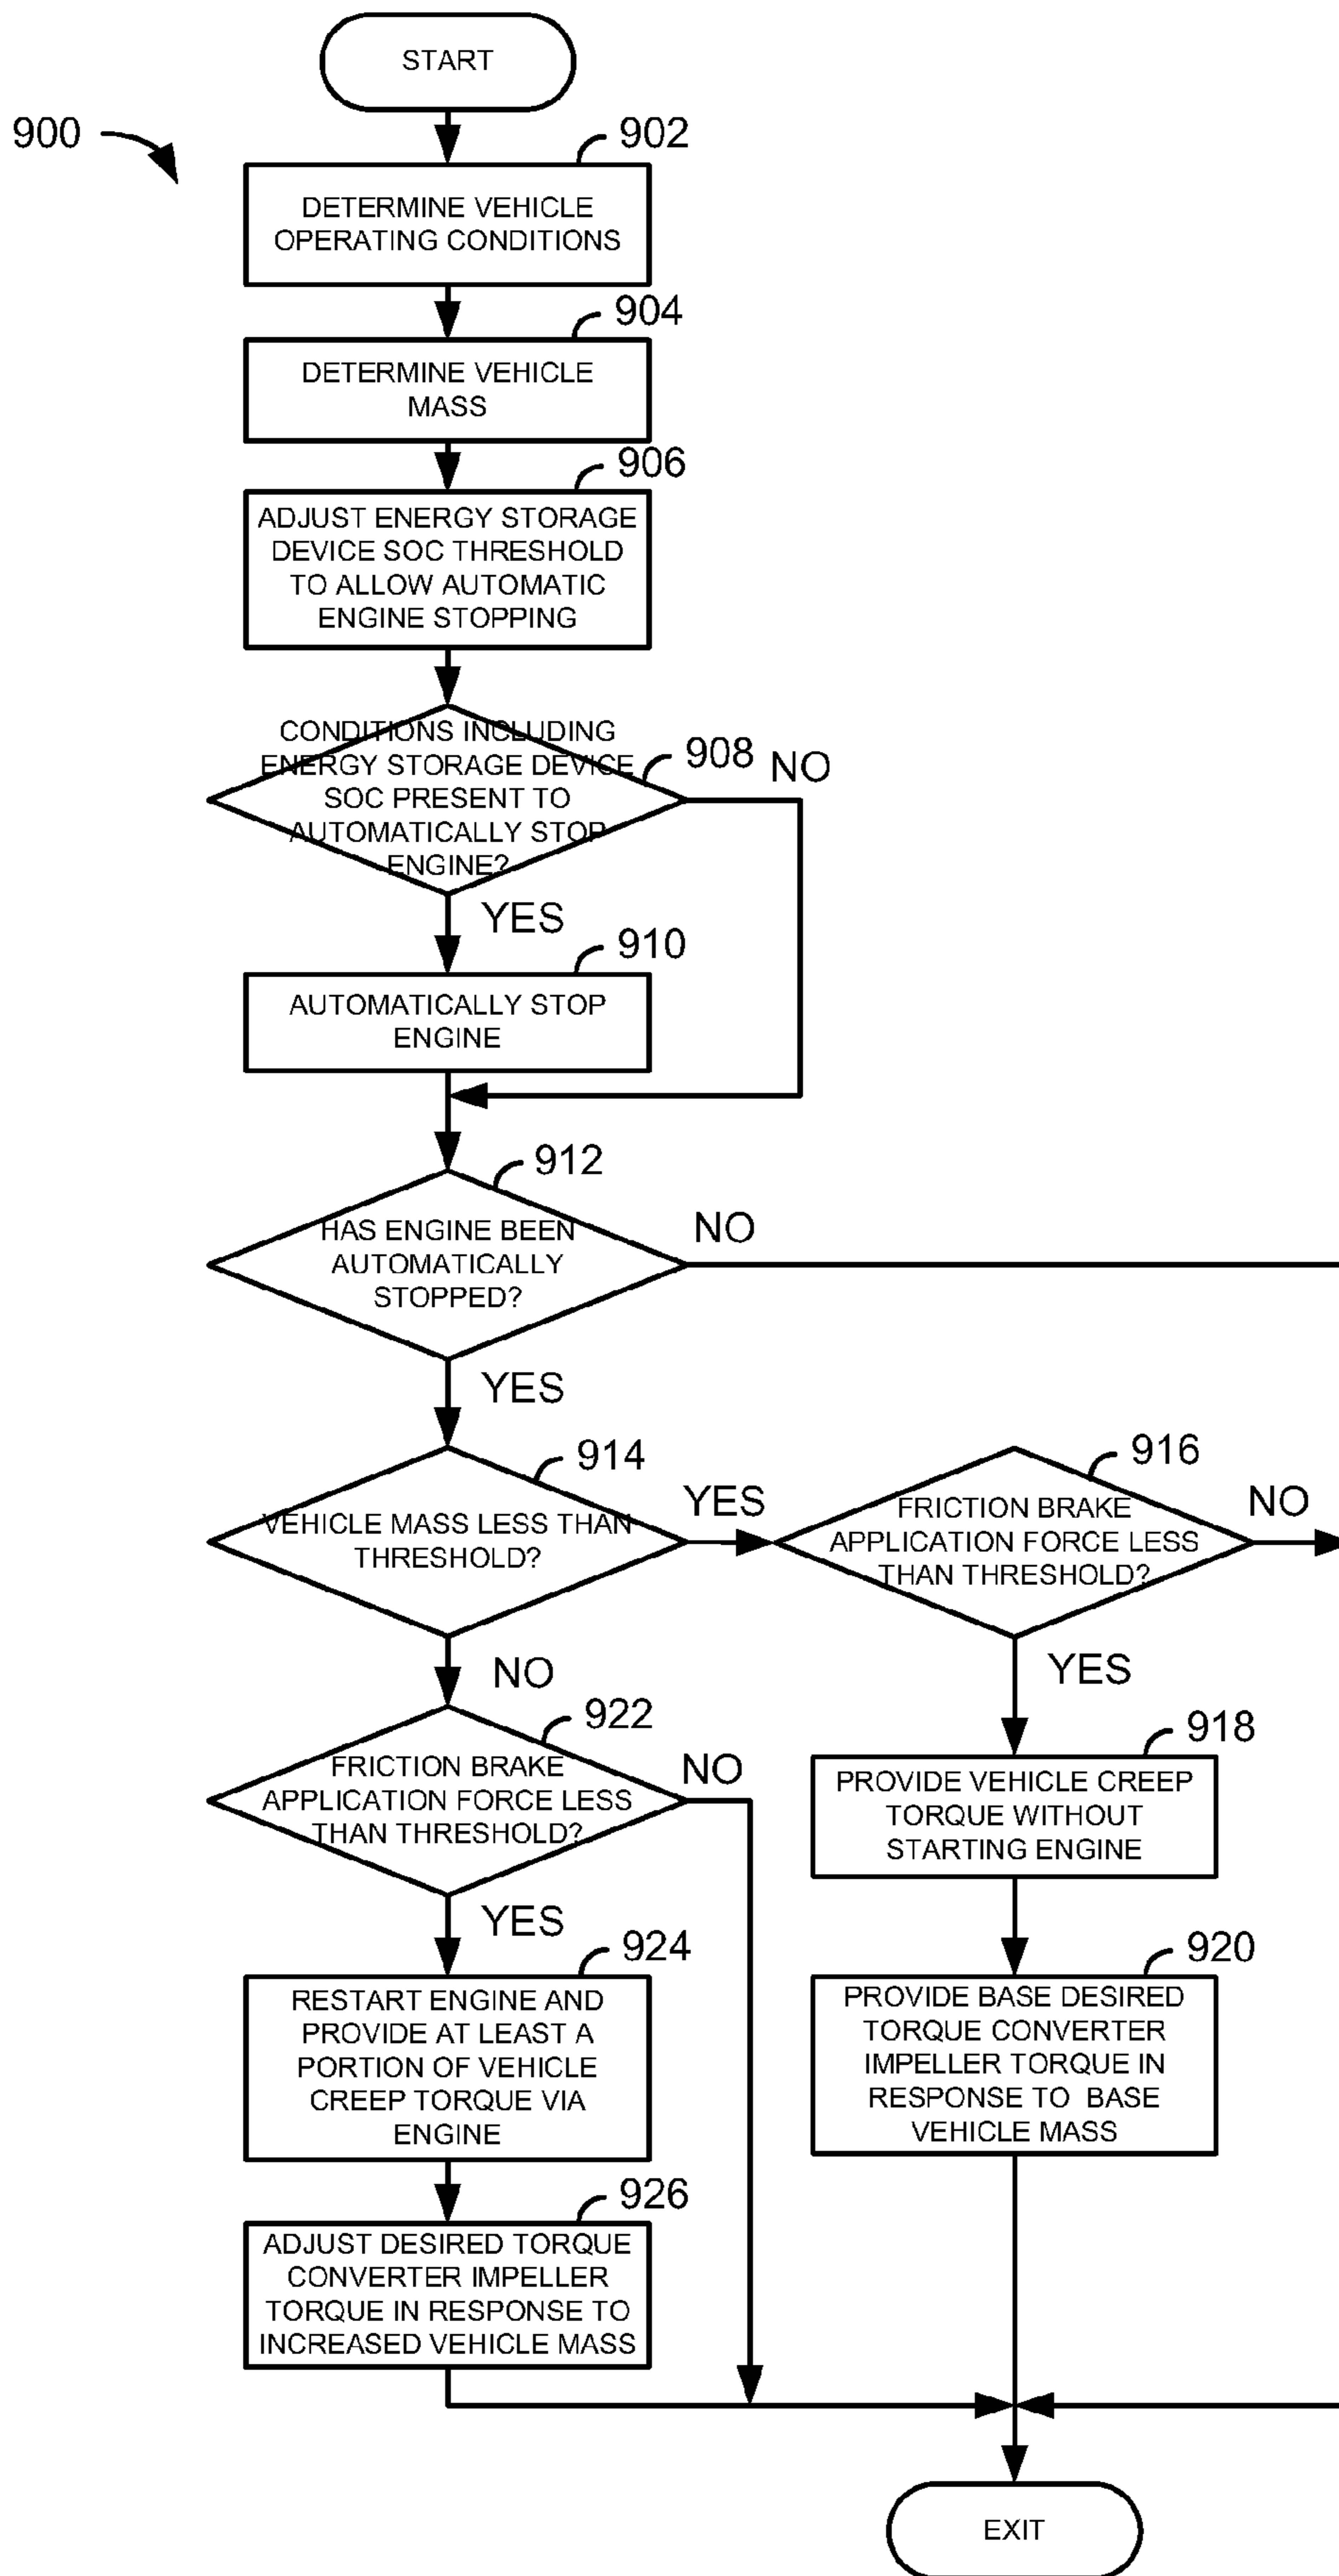 START
900
902
DETERMINE VEHICLE
OPERATING CONDITIONS
904
DETERMINE VEHICLE
MASS
906
ADJUST ENERGY STORAGE
DEVICE SOC THRESHOLD
TO ALLOW AUTOMATIC
ENGINE STOPPING
908
NO
CONDITIONS INCLUDING
ENERGY STORAGE DEVICE
SOC PRESENT TO
AUTOMATICALLY STOP
ENGINE?
YES
910
AUTOMATICALLY STOP
ENGINE
912
NO
HAS ENGINE BEEN
AUTOMATICALLY
STOPPED?
YES
914
YES
VEHICLE MASS LESS THAN
THRESHOLD?
NO
916
NO
FRICTION BRAKE
APPLICATION FORCE LESS
THAN THRESHOLD?
YES
918
PROVIDE VEHICLE CREEP
TORQUE WITHOUT
STARTING ENGINE
920
PROVIDE BASE DESIRED
TORQUE CONVERTER
IMPELLER TORQUE IN
RESPONSE TO BASE
VEHICLE MASS
922
NO
FRICTION BRAKE
APPLICATION FORCE LESS
THAN THRESHOLD?
YES
924
RESTART ENGINE AND
PROVIDE AT LEAST A
PORTION OF VEHICLE
CREEP TORQUE VIA
ENGINE
926
ADJUST DESIRED TORQUE
CONVERTER IMPELLER
TORQUE IN RESPONSE TO
INCREASED VEHICLE MASS
EXIT